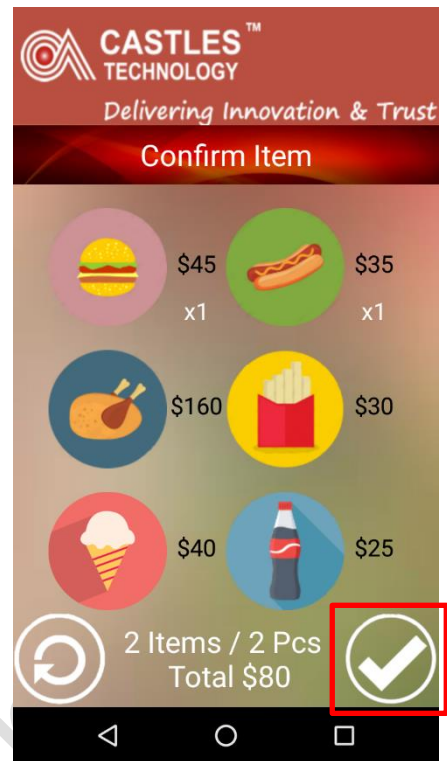 CASTLES™
TECHNOLOGY
Delivering Innovation & Trust
Confirm Item
$45 $35
x1 x1
$160 $30
$40 $25
2 Items / 2 Pcs
Total $80